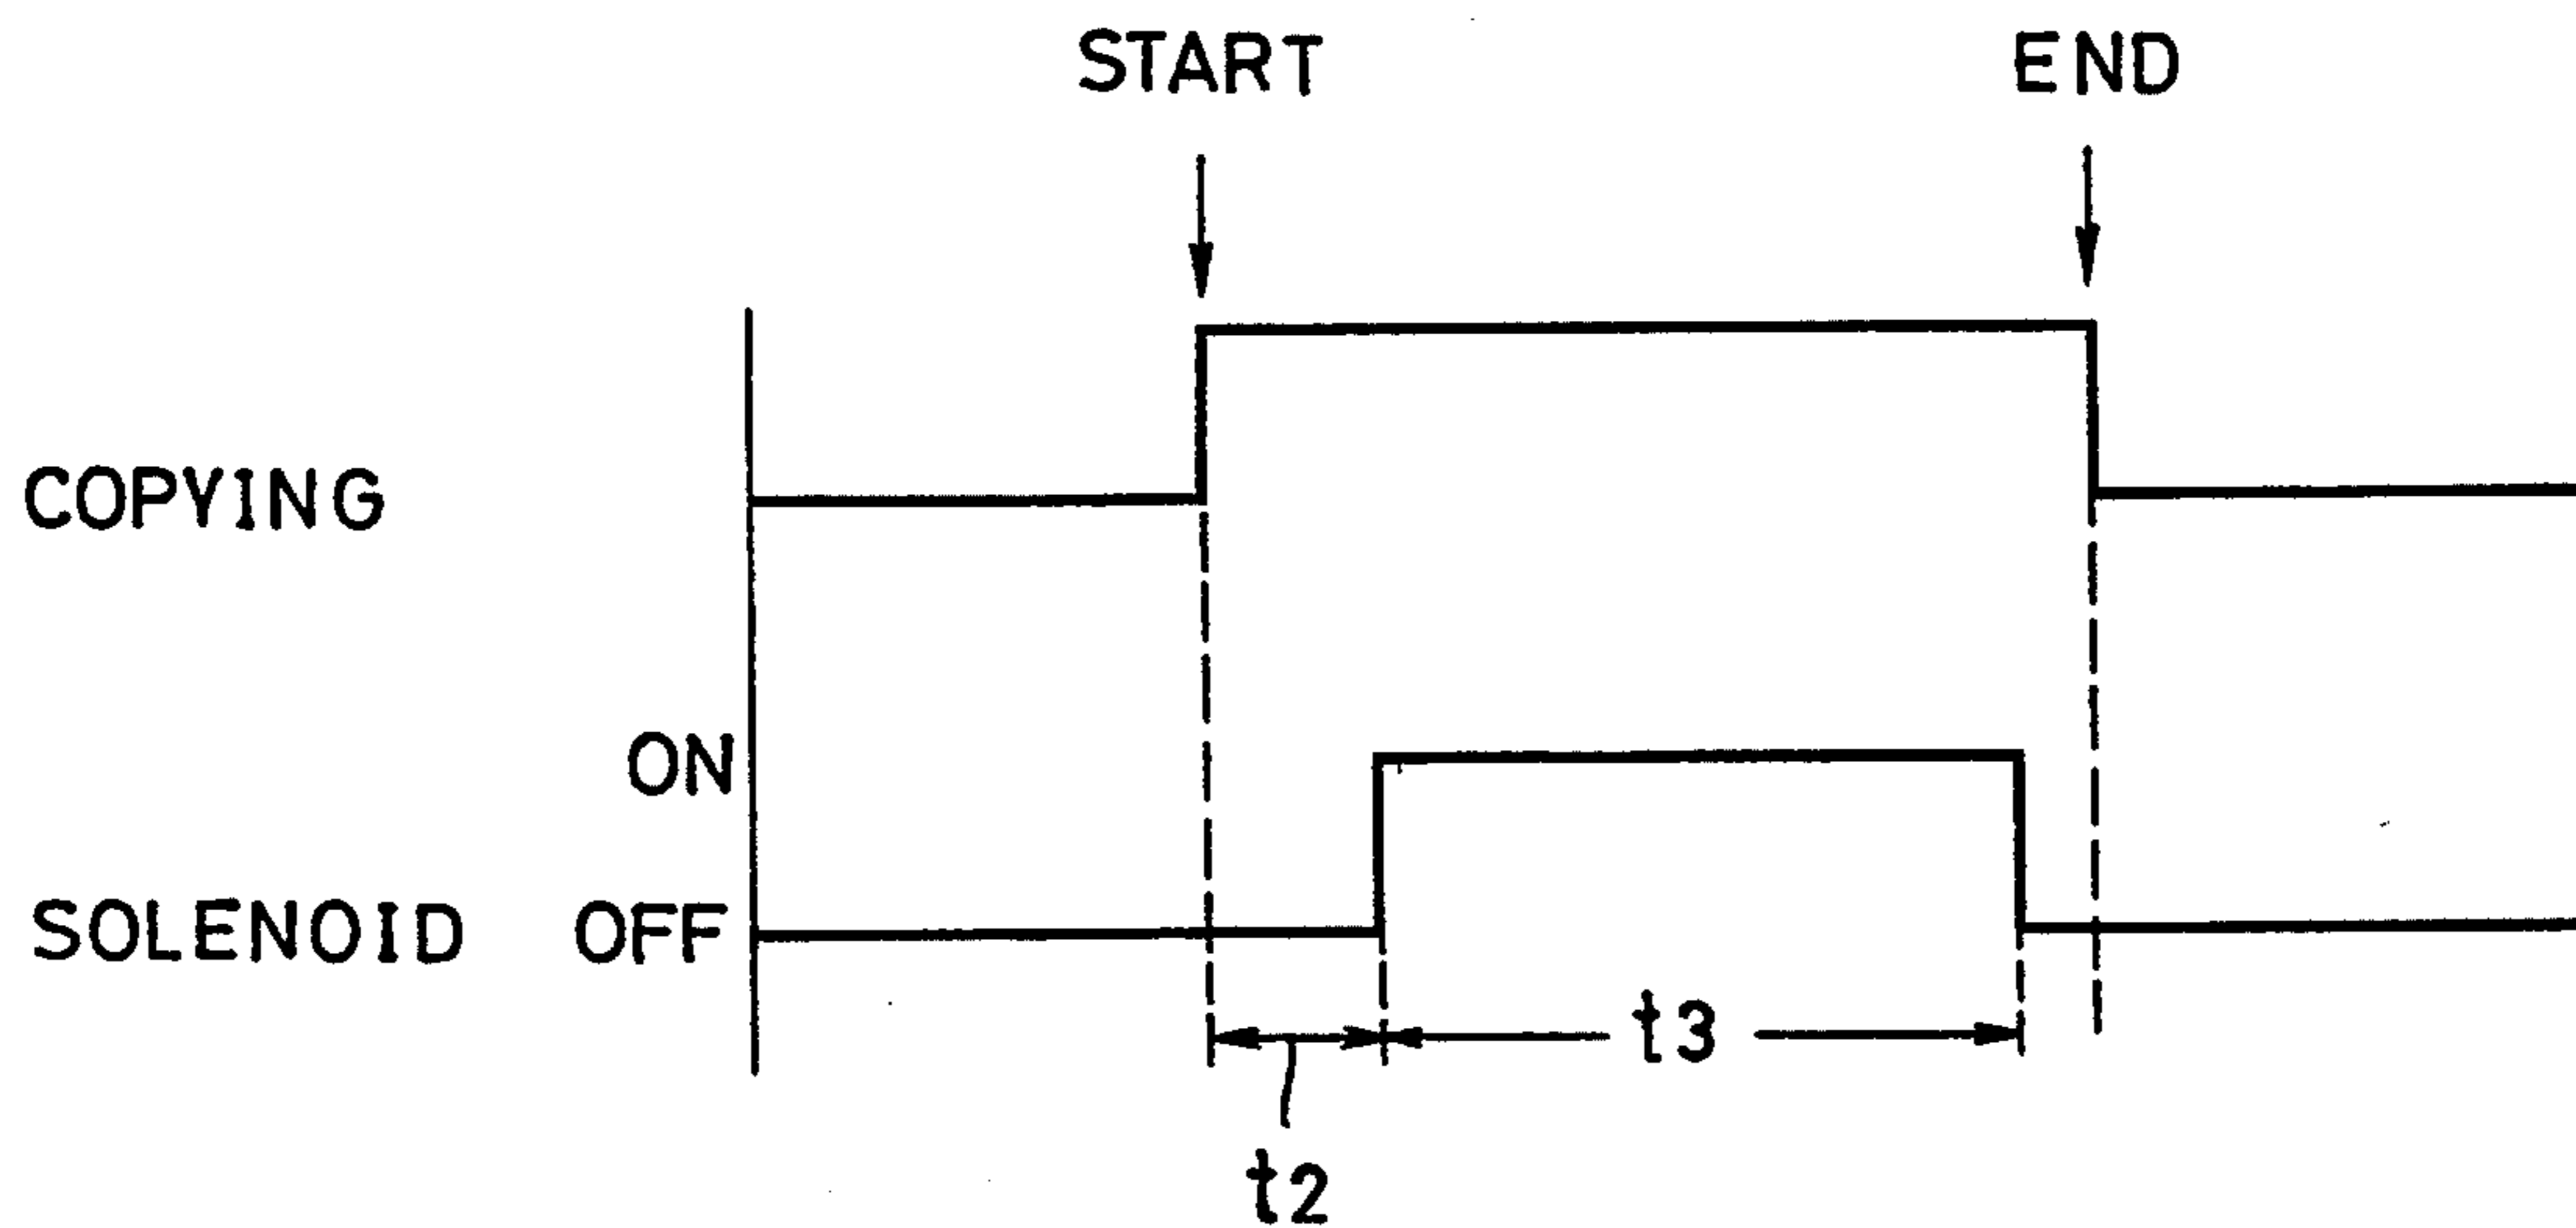 START END
COPYING
ON
SOLENOID OFF
t3
t2